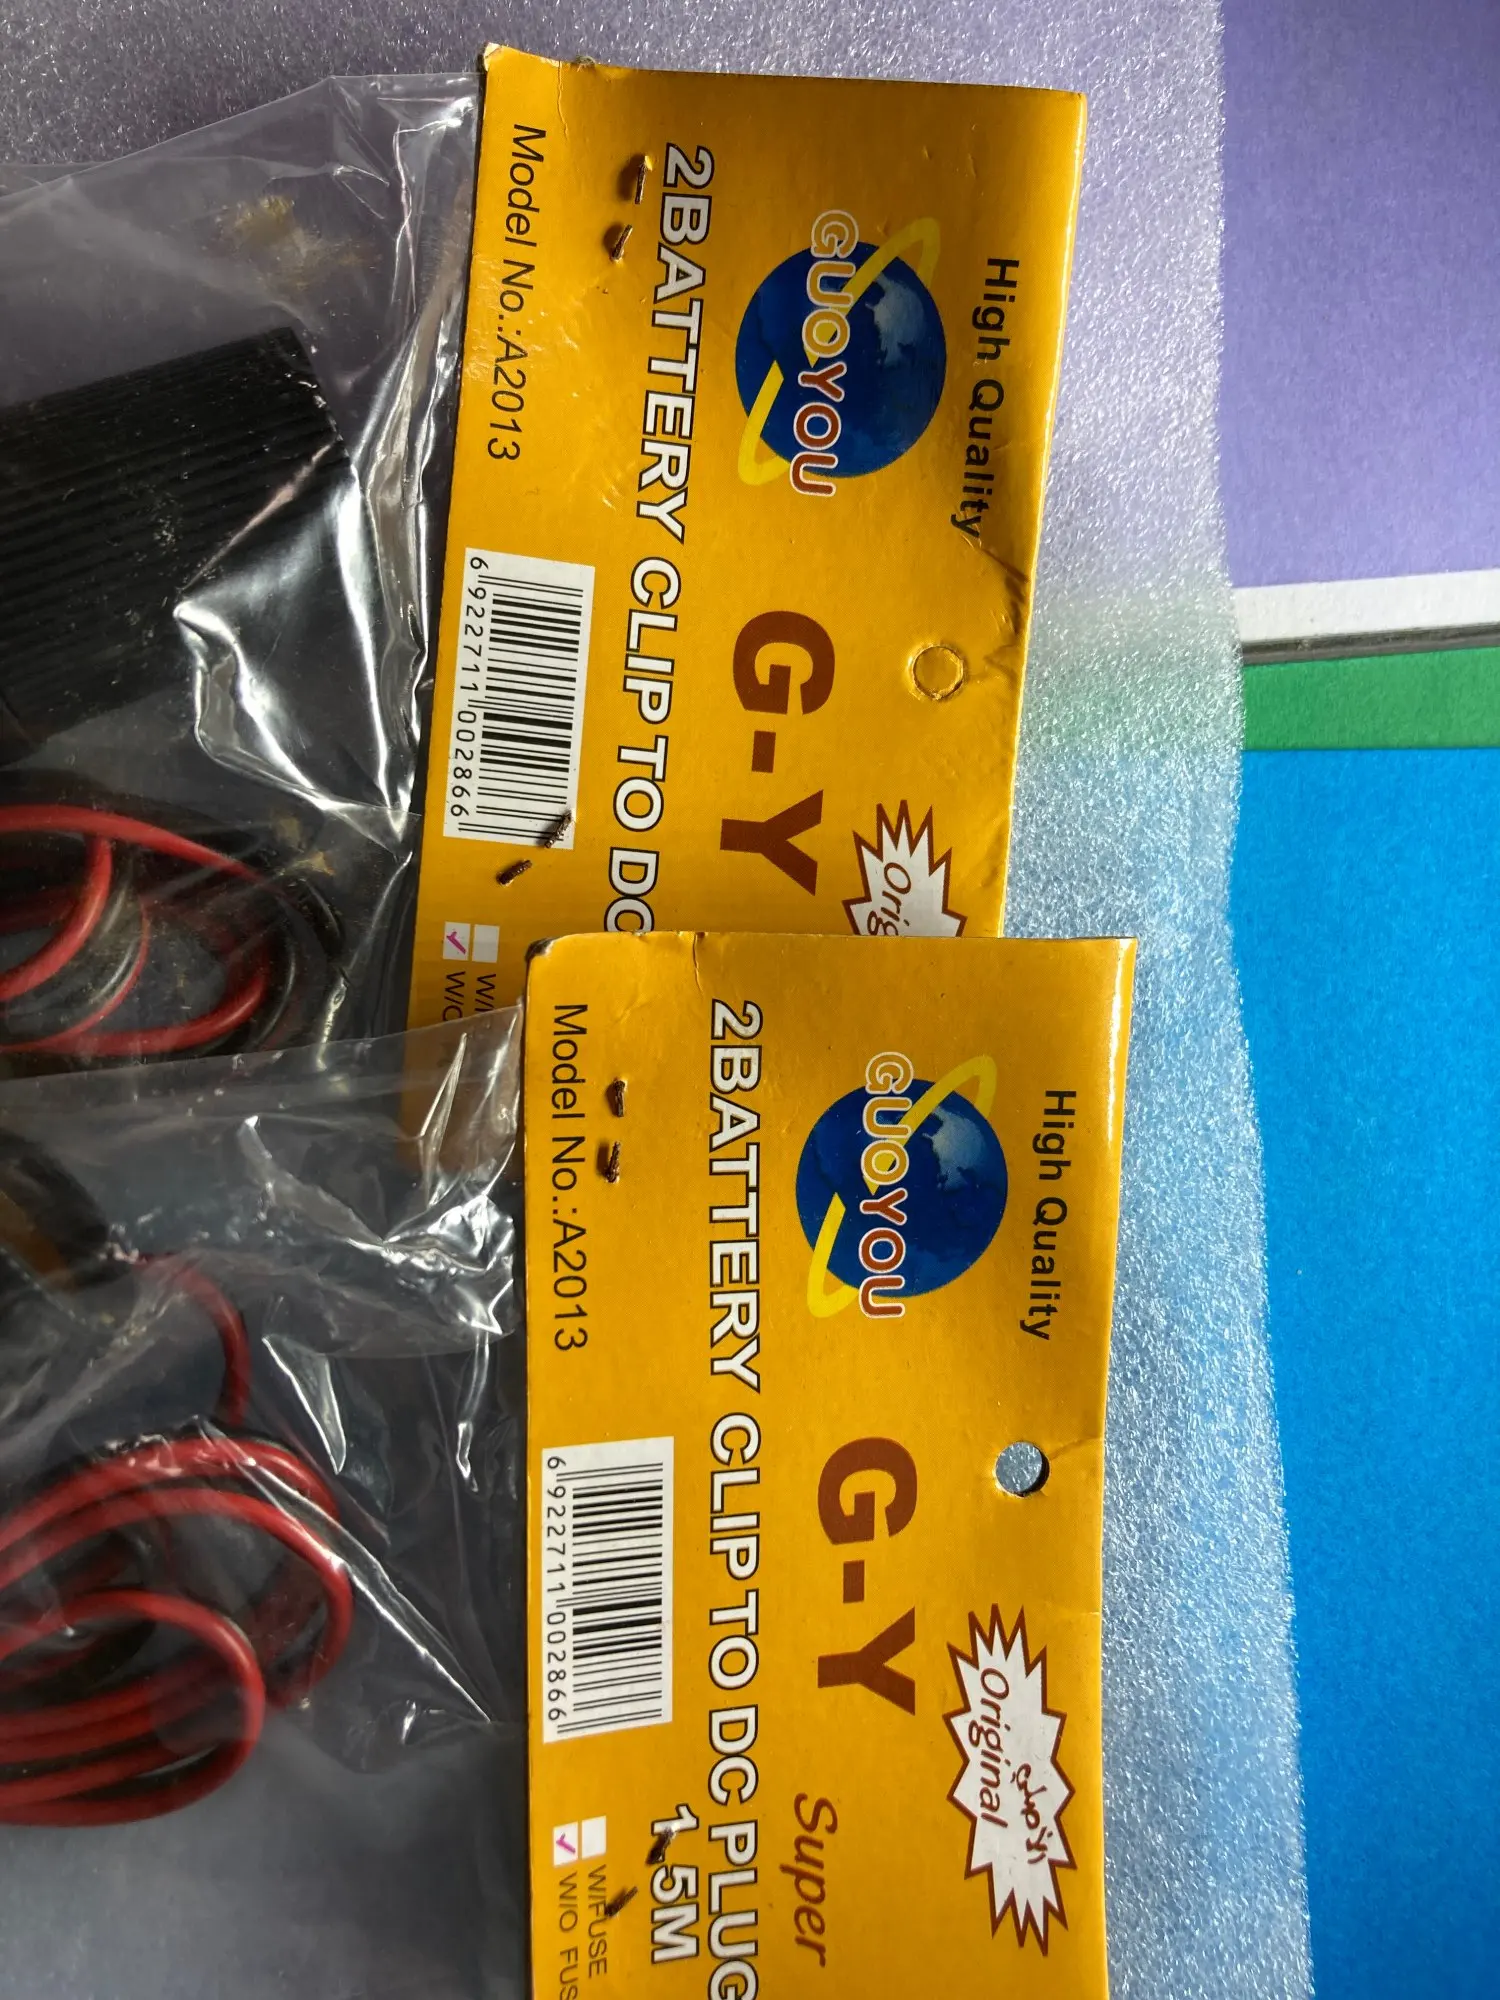 High Quality
GUOYOU
G-Y
Orig
2BATTERY CLIP TO DC
Model No.:A2013
6 922711 002866
W/O
High Quality
GUOYOU
G-Y
Super
Original
الأصلي
2BATTERY CLIP TO DC PLUG
1.5M
Model No.:A2013
6 922711 002866
W/FUSE
W/O FUS